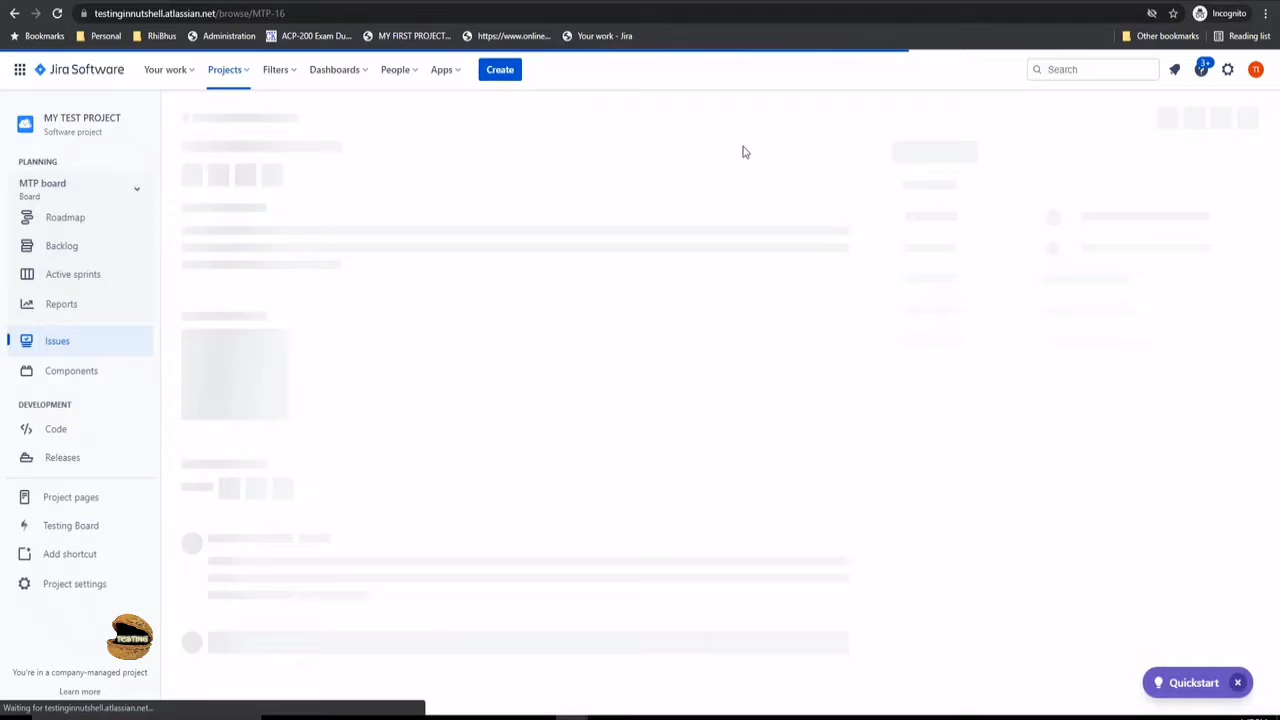 testinginnutshell.atlassian.net/browse/MTP-16
Incognito
Bookmarks
Personal
RhiBhus
Administration
ACP-200 Exam Du...
MY FIRST PROJECT...
https://www.online...
Your work - Jira
Other bookmarks
Reading list
Jira Software
Your work
Projects
Filters
Dashboards
People
Apps
Create
Search
3+
TI
MY TEST PROJECT
Software project
PLANNING
MTP board
Board
Roadmap
Backlog
Active sprints
Reports
Issues
Components
DEVELOPMENT
Code
Releases
Project pages
Testing Board
Add shortcut
Project settings
TESTING
You're in a company-managed project
Learn more
Quickstart
Waiting for testinginnutshell.atlassian.net...